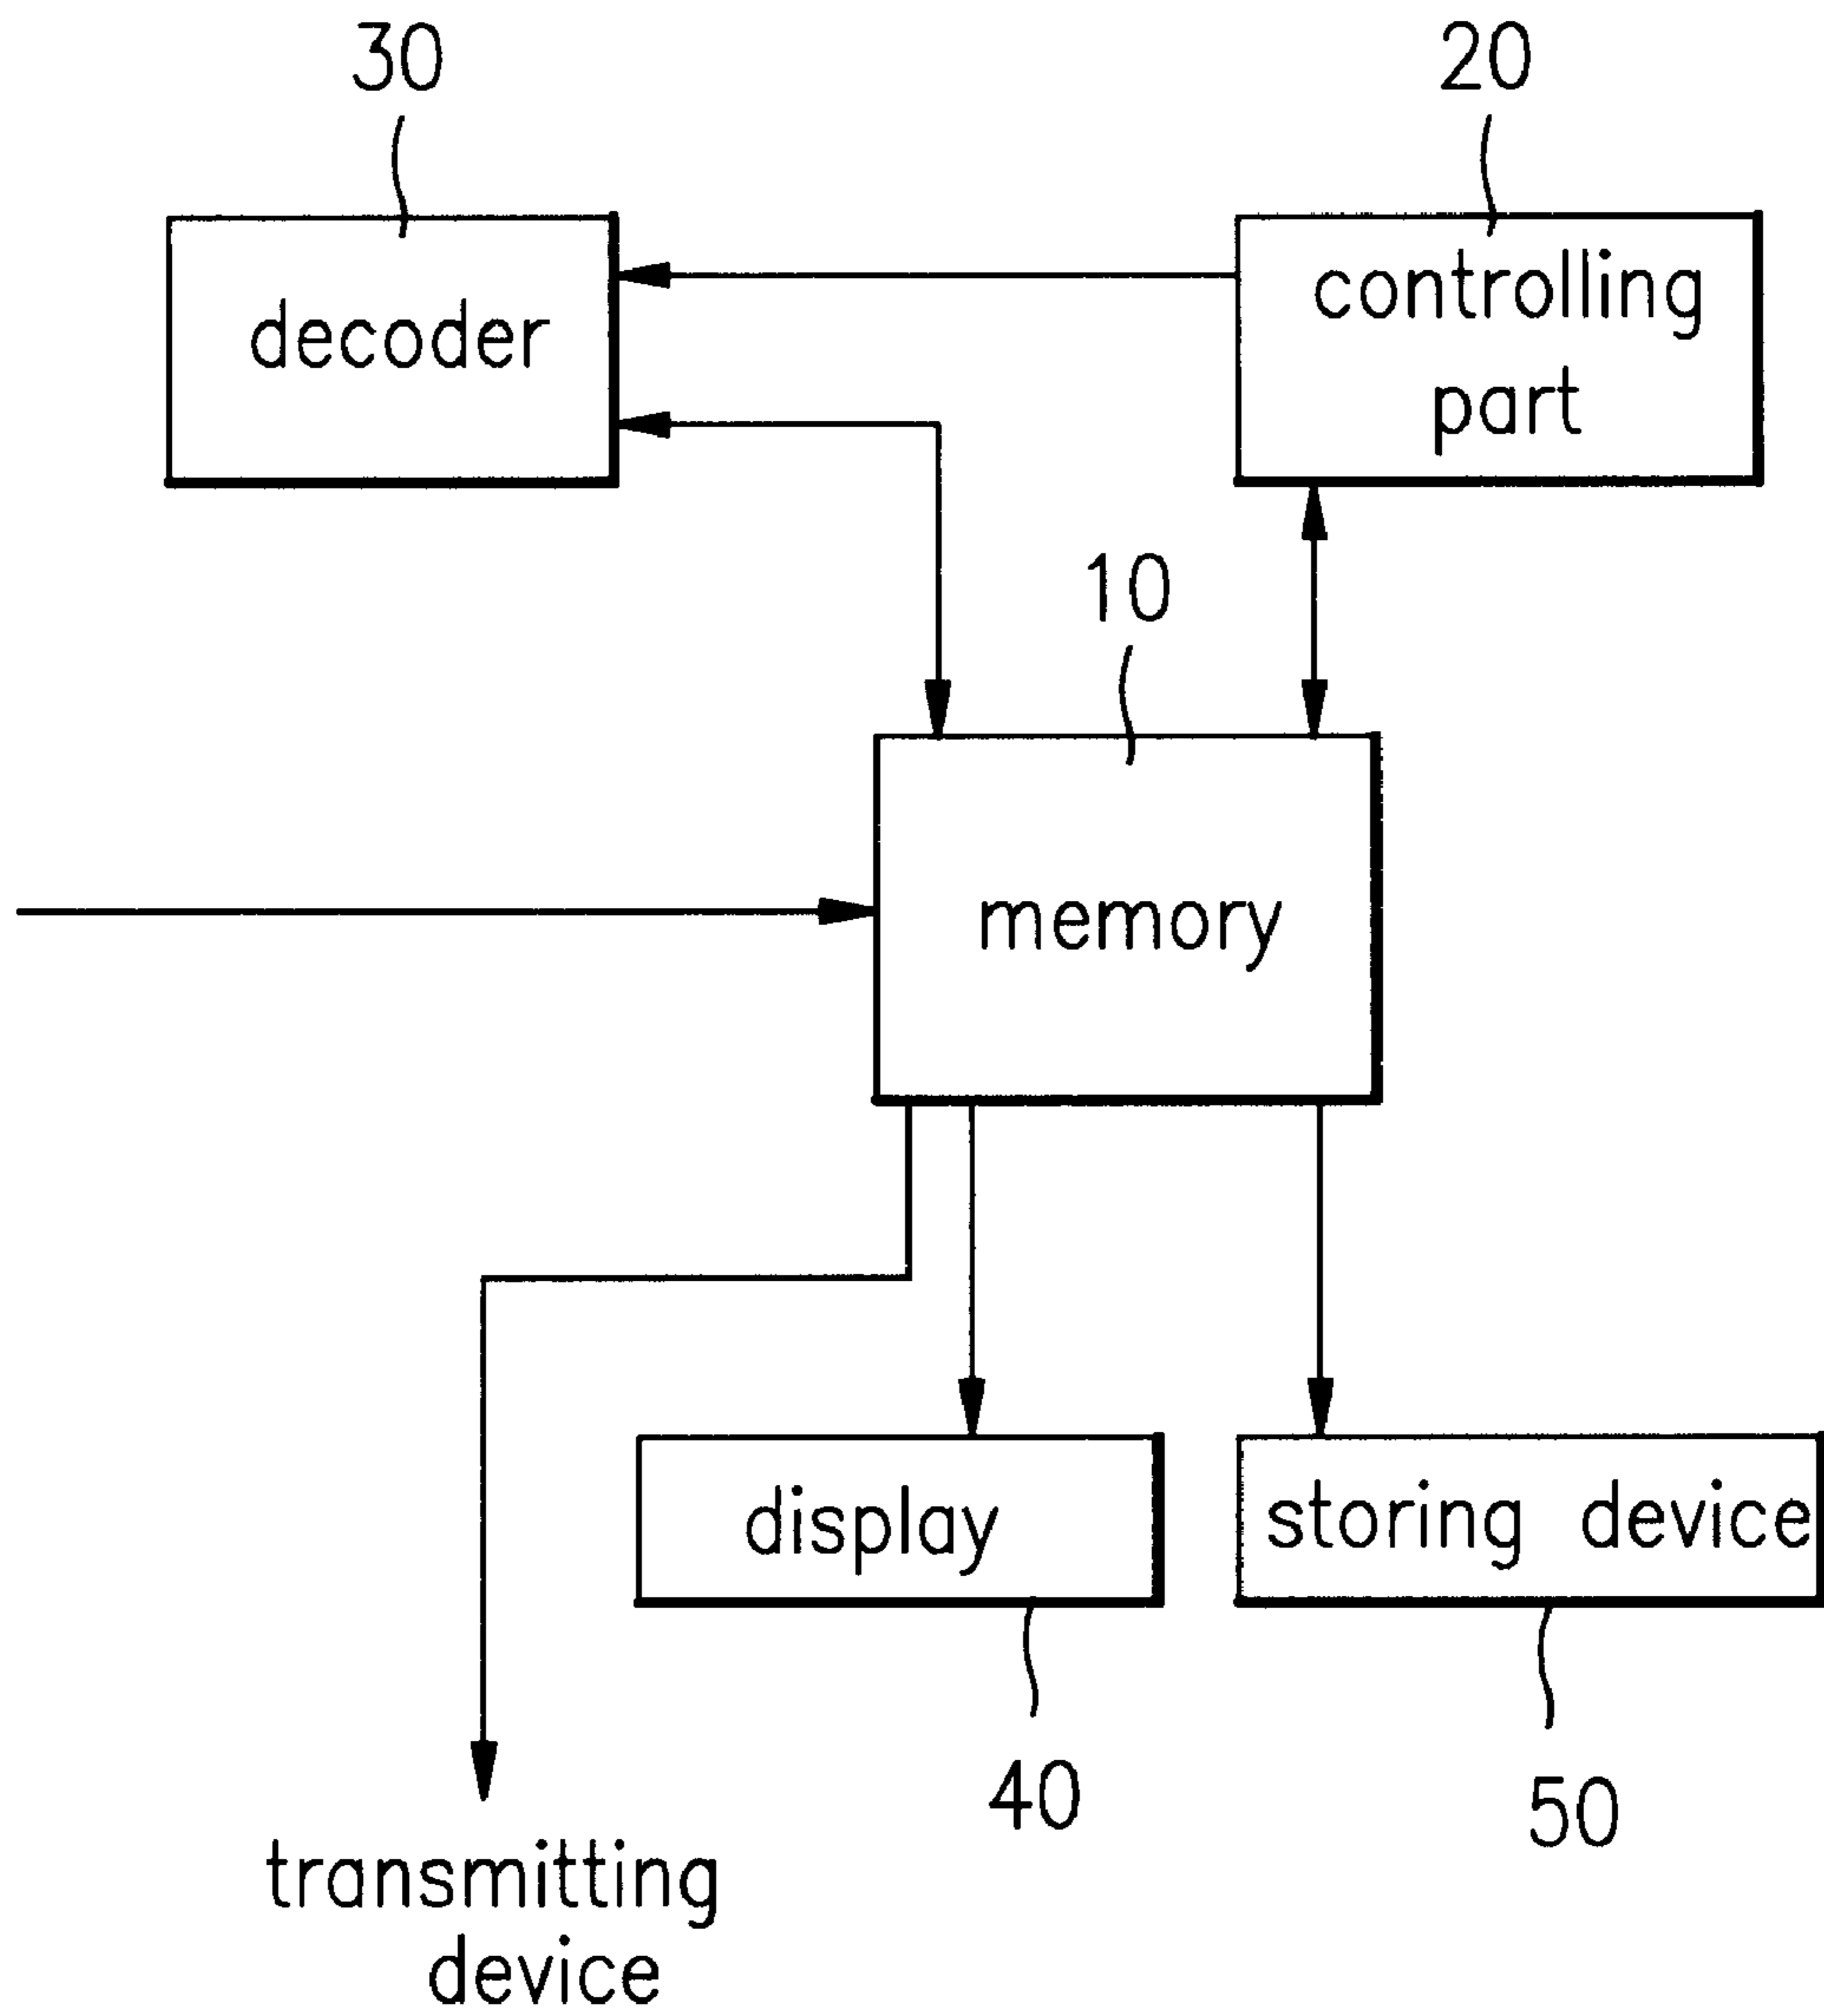 30
20
decoder
controlling
part
10
memory
display
storing device
40
50
transmitting
device